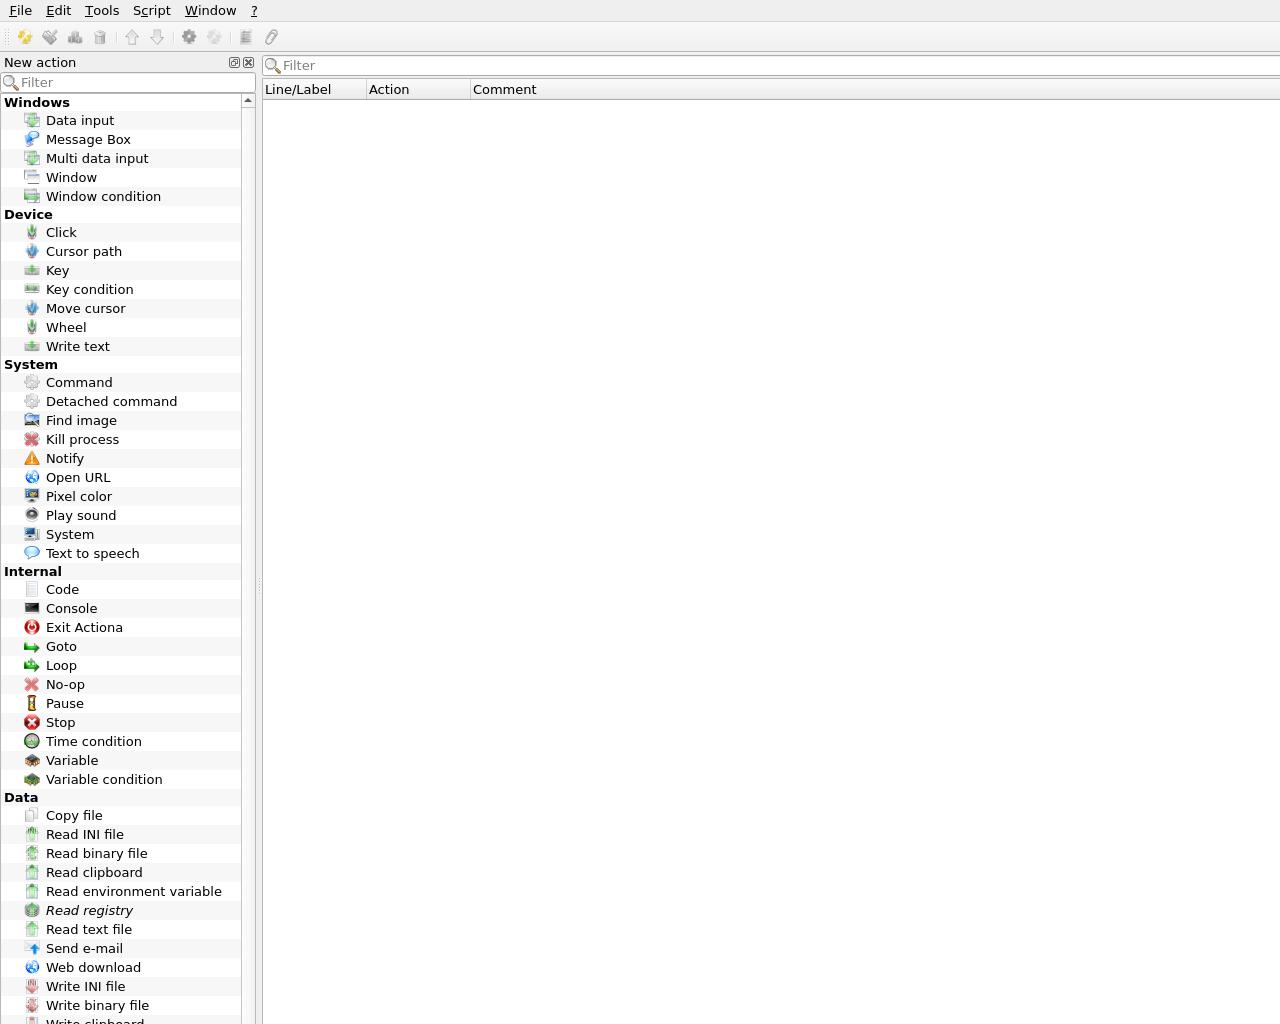 File Edit Tools Script Window ?
New action
Filter
Filter
Line/Label Action Comment
Windows
Data input
Message Box
Multi data input
Window
Window condition
Device
Click
Cursor path
Key
Key condition
Move cursor
Wheel
Write text
System
Command
Detached command
Find image
Kill process
Notify
Open URL
Pixel color
Play sound
System
Text to speech
Internal
Code
Console
Exit Actiona
Goto
Loop
No-op
Pause
Stop
Time condition
Variable
Variable condition
Data
Copy file
Read INI file
Read binary file
Read clipboard
Read environment variable
Read registry
Read text file
Send e-mail
Web download
Write INI file
Write binary file
Write clipboard